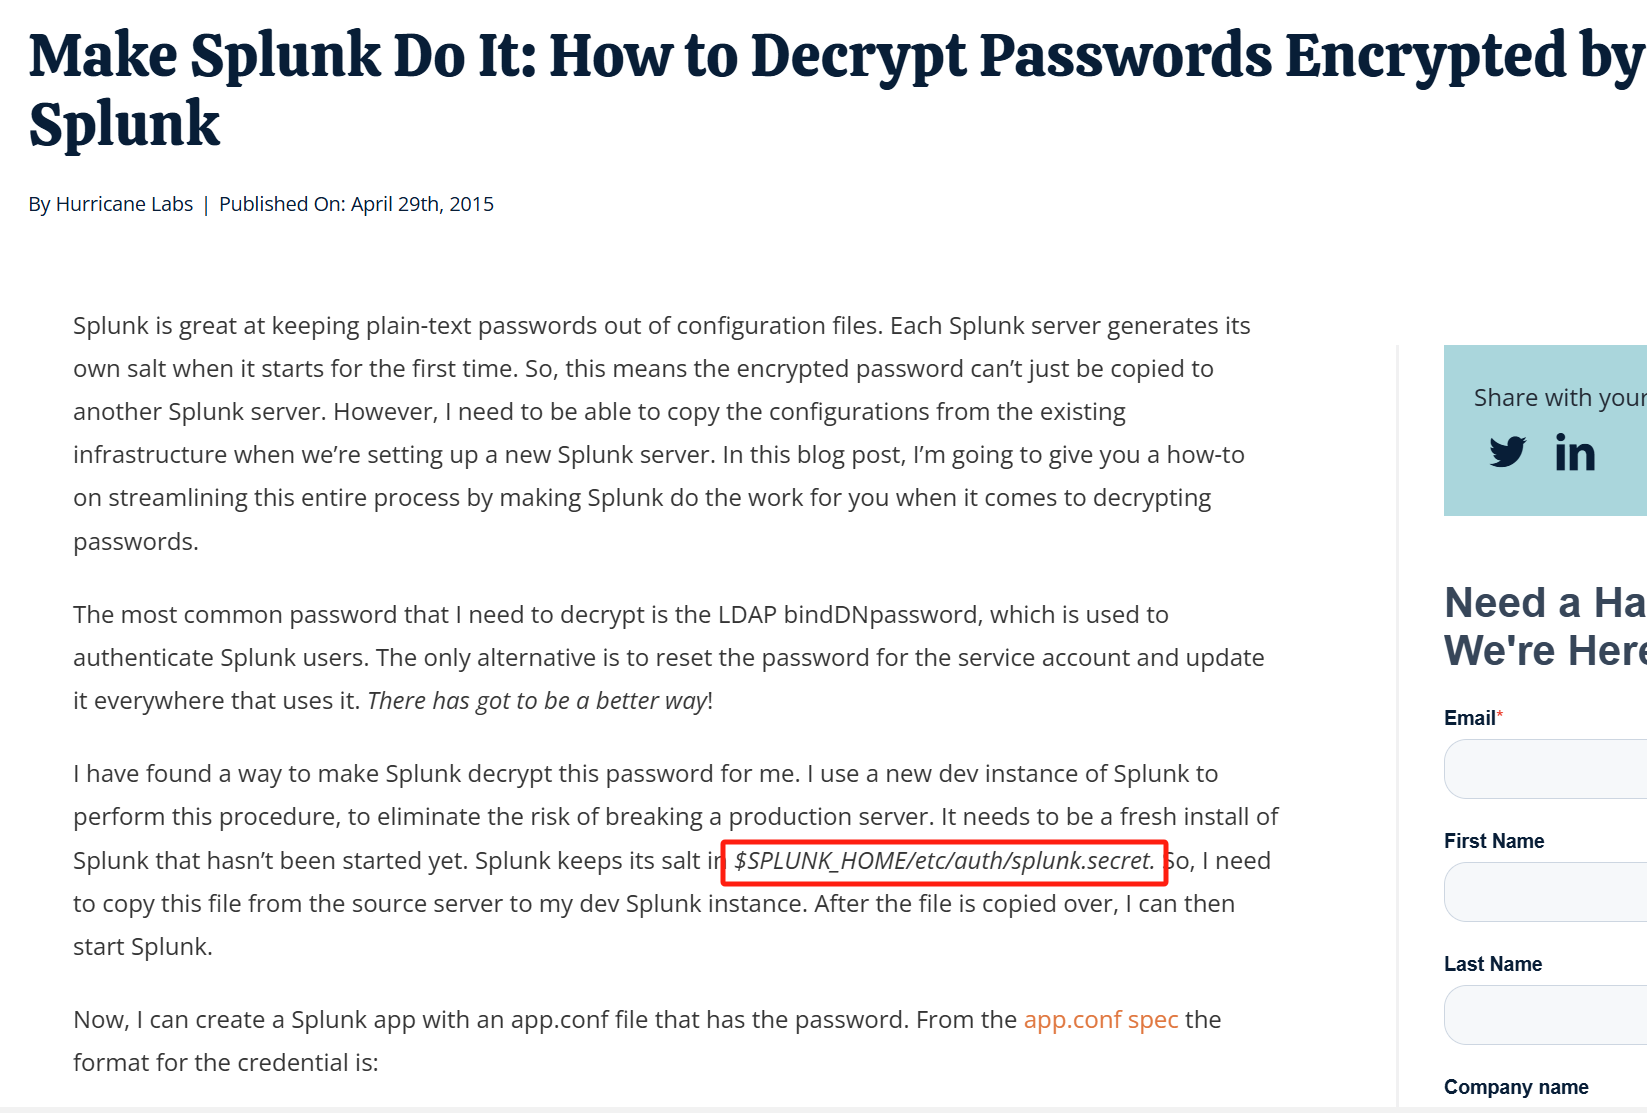 Make Splunk Do It: How to Decrypt Passwords Encrypted by
Splunk
By Hurricane Labs | Published On: April 29th, 2015
Splunk is great at keeping plain-text passwords out of configuration files. Each Splunk server generates its
own salt when it starts for the first time. So, this means the encrypted password can’t just be copied to
another Splunk server. However, I need to be able to copy the configurations from the existing
infrastructure when we’re setting up a new Splunk server. In this blog post, I’m going to give you a how-to
on streamlining this entire process by making Splunk do the work for you when it comes to decrypting
passwords.
The most common password that I need to decrypt is the LDAP bindDNpassword, which is used to
authenticate Splunk users. The only alternative is to reset the password for the service account and update
it everywhere that uses it. There has got to be a better way!
I have found a way to make Splunk decrypt this password for me. I use a new dev instance of Splunk to
perform this procedure, to eliminate the risk of breaking a production server. It needs to be a fresh install of
Splunk that hasn’t been started yet. Splunk keeps its salt in $SPLUNK_HOME/etc/auth/splunk.secret. So, I need
to copy this file from the source server to my dev Splunk instance. After the file is copied over, I can then
start Splunk.
Now, I can create a Splunk app with an app.conf file that has the password. From the app.conf spec the
format for the credential is:
Share with your
in
Need a Ha
We're Here
Email*
First Name
Last Name
Company name